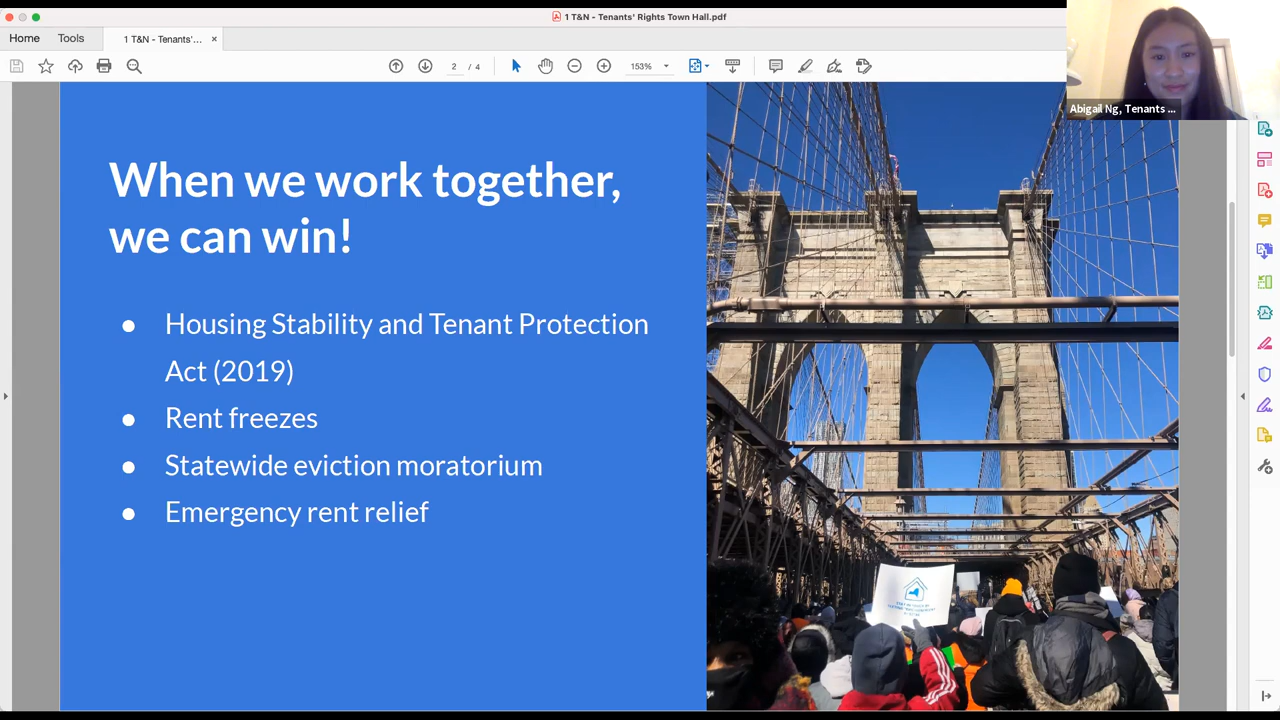 1 T&N - Tenants' Rights Town Hall.pdf
Home
Tools
1 T&N - Tenants'...
×
2 / 4
153%
Abigail Ng, Tenants ...
When we work together,
we can win!
● Housing Stability and Tenant Protection
Act (2019)
● Rent freezes
● Statewide eviction moratorium
● Emergency rent relief